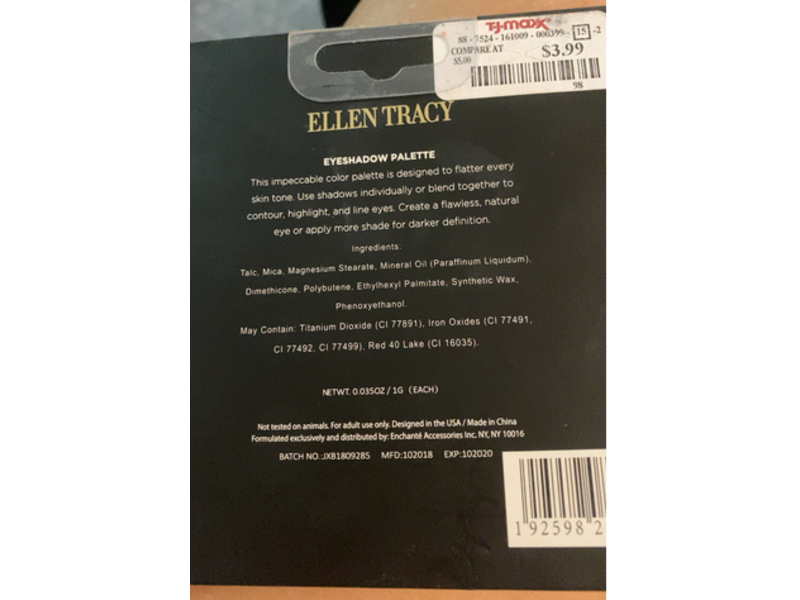 T·J·maxx
88 - 7524 - 161009 - 000399 - 15 -2
COMPARE AT $3.99
$5.00
98
ELLEN TRACY
EYESHADOW PALETTE
This impeccable color palette is designed to flatter every
skin tone. Use shadows individually or blend together to
contour, highlight, and line eyes. Create a flawless, natural
eye or apply more shade for darker definition.
Ingredients:
Talc, Mica, Magnesium Stearate, Mineral Oil (Paraffinum Liquidum),
Dimethicone, Polybutene, Ethylhexyl Palmitate, Synthetic Wax,
Phenoxyethanol.
May Contain: Titanium Dioxide (CI 77891), Iron Oxides (CI 77491,
CI 77492, CI 77499), Red 40 Lake (CI 16035).
NETWT. 0.035OZ / 1G (EACH)
Not tested on animals. For adult use only. Designed in the USA / Made in China
Formulated exclusively and distributed by: Enchanté Accessories Inc. NY, NY 10016
BATCH NO.:JXB1809285 MFD:102018 EXP:102020
1 92598 2